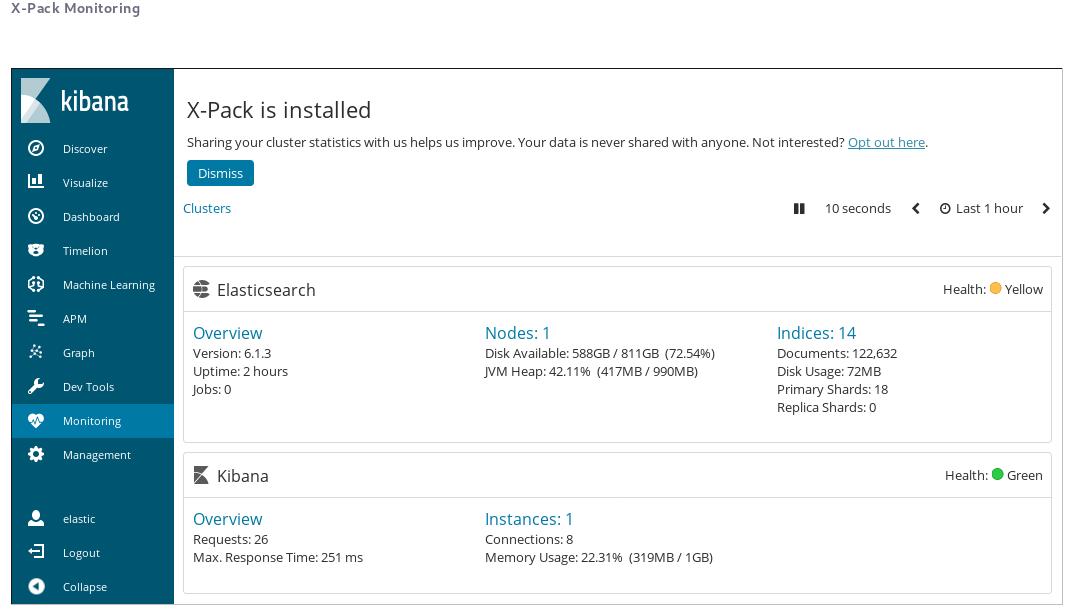 X-Pack Monitoring
kibana
Discover
Visualize
Dashboard
Timelion
Machine Learning
APM
Graph
Dev Tools
Monitoring
Management
elastic
Logout
Collapse
X-Pack is installed
Sharing your cluster statistics with us helps us improve. Your data is never shared with anyone. Not interested? Opt out here.
Dismiss
Clusters 10 seconds Last 1 hour
Elasticsearch Health: Yellow
Overview
Version: 6.1.3
Uptime: 2 hours
Jobs: 0
Nodes: 1
Disk Available: 588GB / 811GB (72.54%)
JVM Heap: 42.11% (417MB / 990MB)
Indices: 14
Documents: 122,632
Disk Usage: 72MB
Primary Shards: 18
Replica Shards: 0
Kibana Health: Green
Overview
Requests: 26
Max. Response Time: 251 ms
Instances: 1
Connections: 8
Memory Usage: 22.31% (319MB / 1GB)